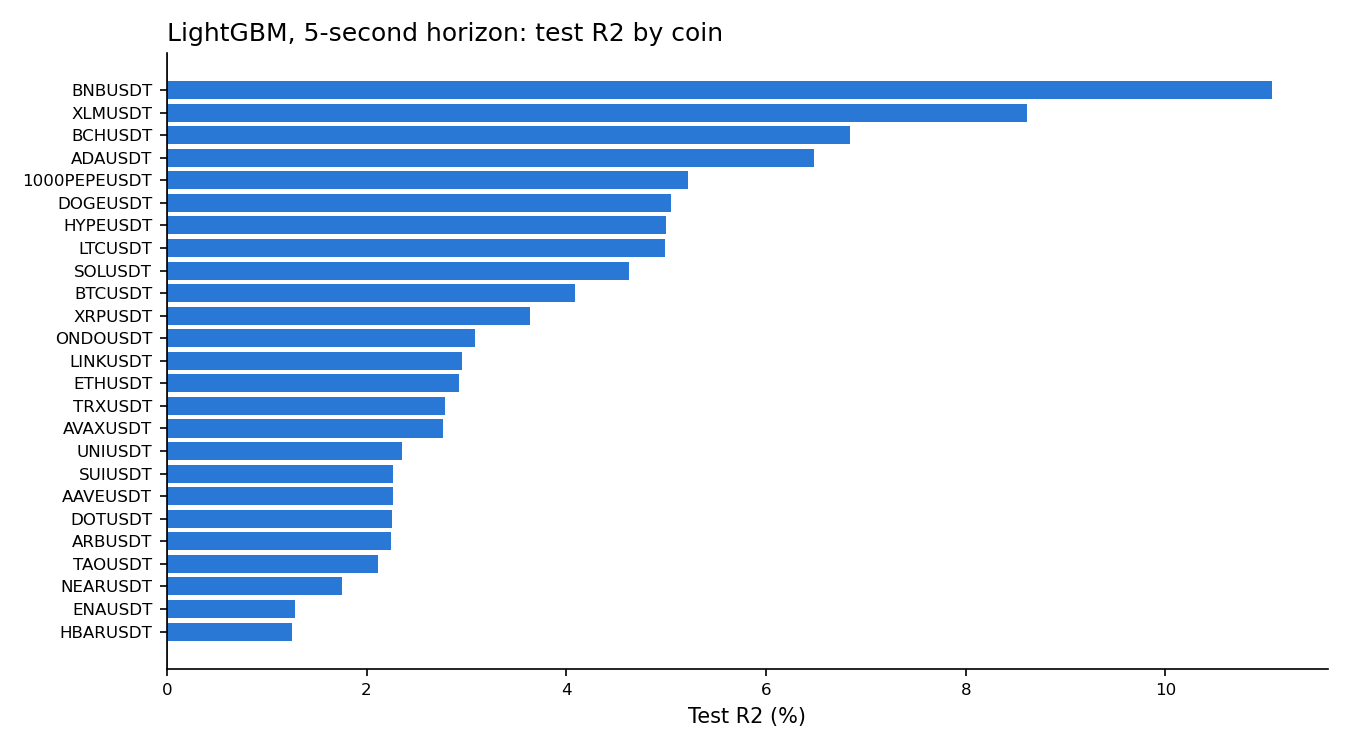 LightGBM, 5-second horizon: test R2 by coin
BNBUSDT
XLMUSDT
BCHUSDT
ADAUSDT
1000PEPEUSDT
DOGEUSDT
HYPEUSDT
LTCUSDT
SOLUSDT
BTCUSDT
XRPUSDT
ONDOUSDT
LINKUSDT
ETHUSDT
TRXUSDT
AVAXUSDT
UNIUSDT
SUIUSDT
AAVEUSDT
DOTUSDT
ARBUSDT
TAOUSDT
NEARUSDT
ENAUSDT
HBARUSDT
0 2 4 6 8 10
Test R2 (%)